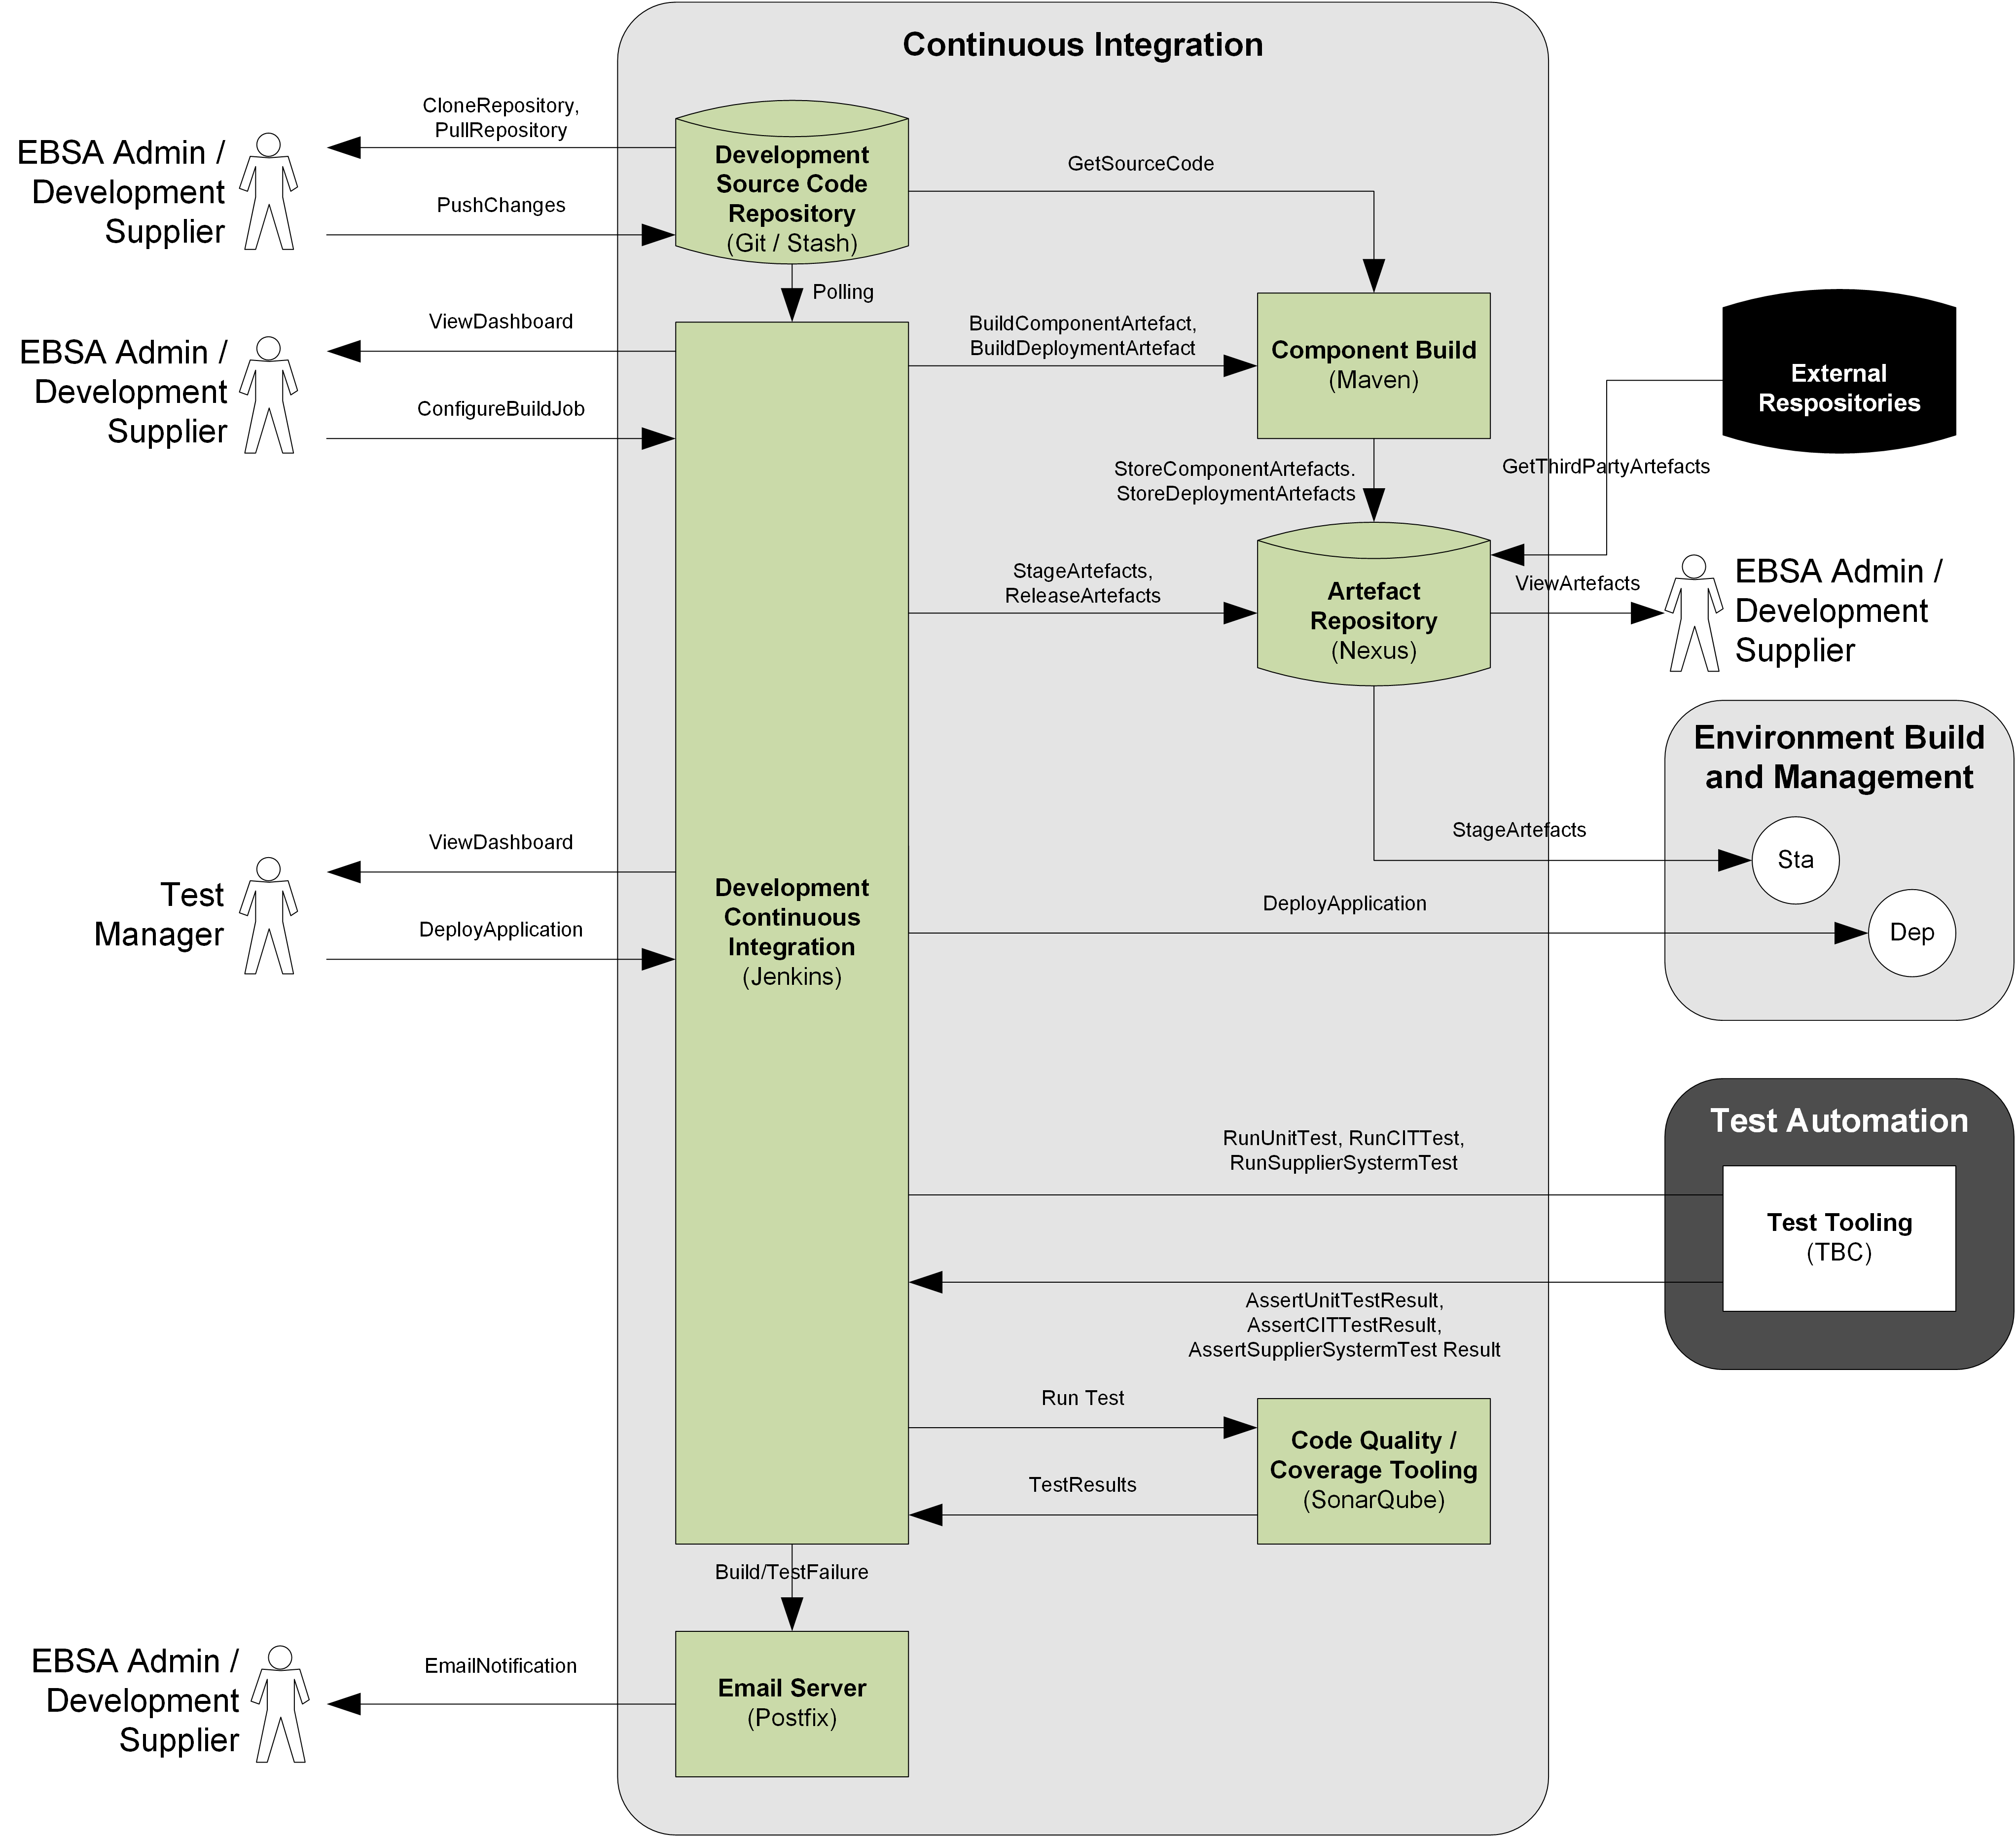 Continuous Integration
CloneRepository,
PullRepository
EBSA Admin /
Development
Supplier
PushChanges
Development
Source Code
Repository
(Git / Stash)
GetSourceCode
Polling
ViewDashboard
EBSA Admin /
Development
Supplier
ConfigureBuildJob
BuildComponentArtefact,
BuildDeploymentArtefact
Component Build
(Maven)
External
Respositories
StoreComponentArtefacts.
StoreDeploymentArtefacts
GetThirdPartyArtefacts
StageArtefacts,
ReleaseArtefacts
Artefact
Repository
(Nexus)
ViewArtefacts
EBSA Admin /
Development
Supplier
Environment Build
and Management
StageArtefacts
Sta
Dep
ViewDashboard
Test
Manager
DeployApplication
Development
Continuous
Integration
(Jenkins)
DeployApplication
Test Automation
RunUnitTest, RunCITTest,
RunSupplierSystermTest
Test Tooling
(TBC)
AssertUnitTestResult,
AssertCITTestResult,
AssertSupplierSystermTest Result
Run Test
Code Quality /
Coverage Tooling
(SonarQube)
TestResults
Build/TestFailure
EBSA Admin /
Development
Supplier
EmailNotification
Email Server
(Postfix)